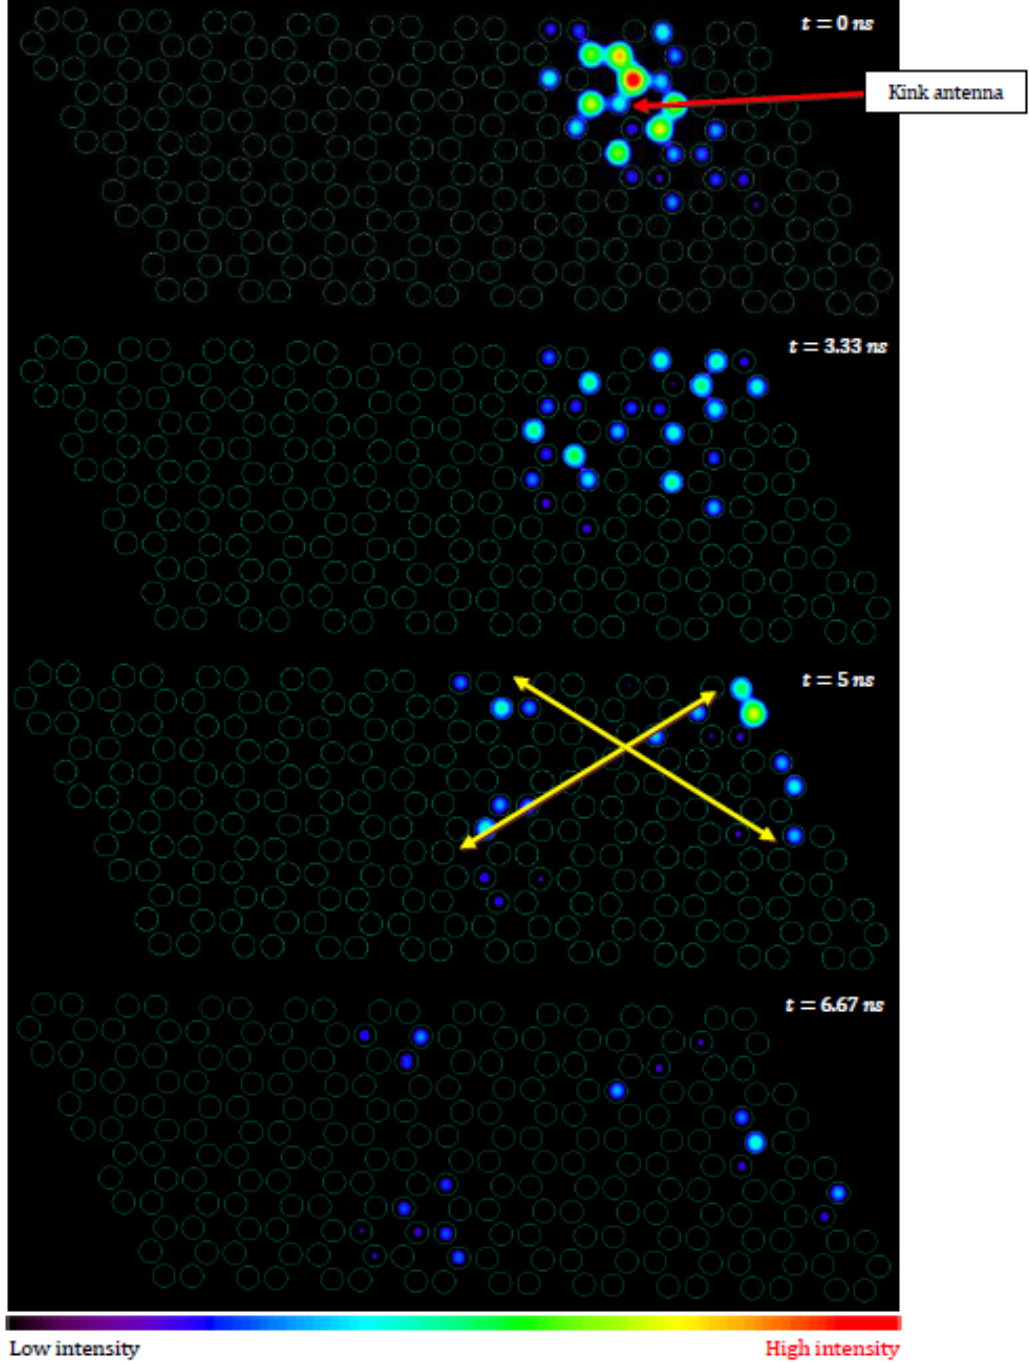 t = 0 ns
Kink antenna
t = 3.33 ns
t = 5 ns
t = 6.67 ns
Low intensity
High intensity